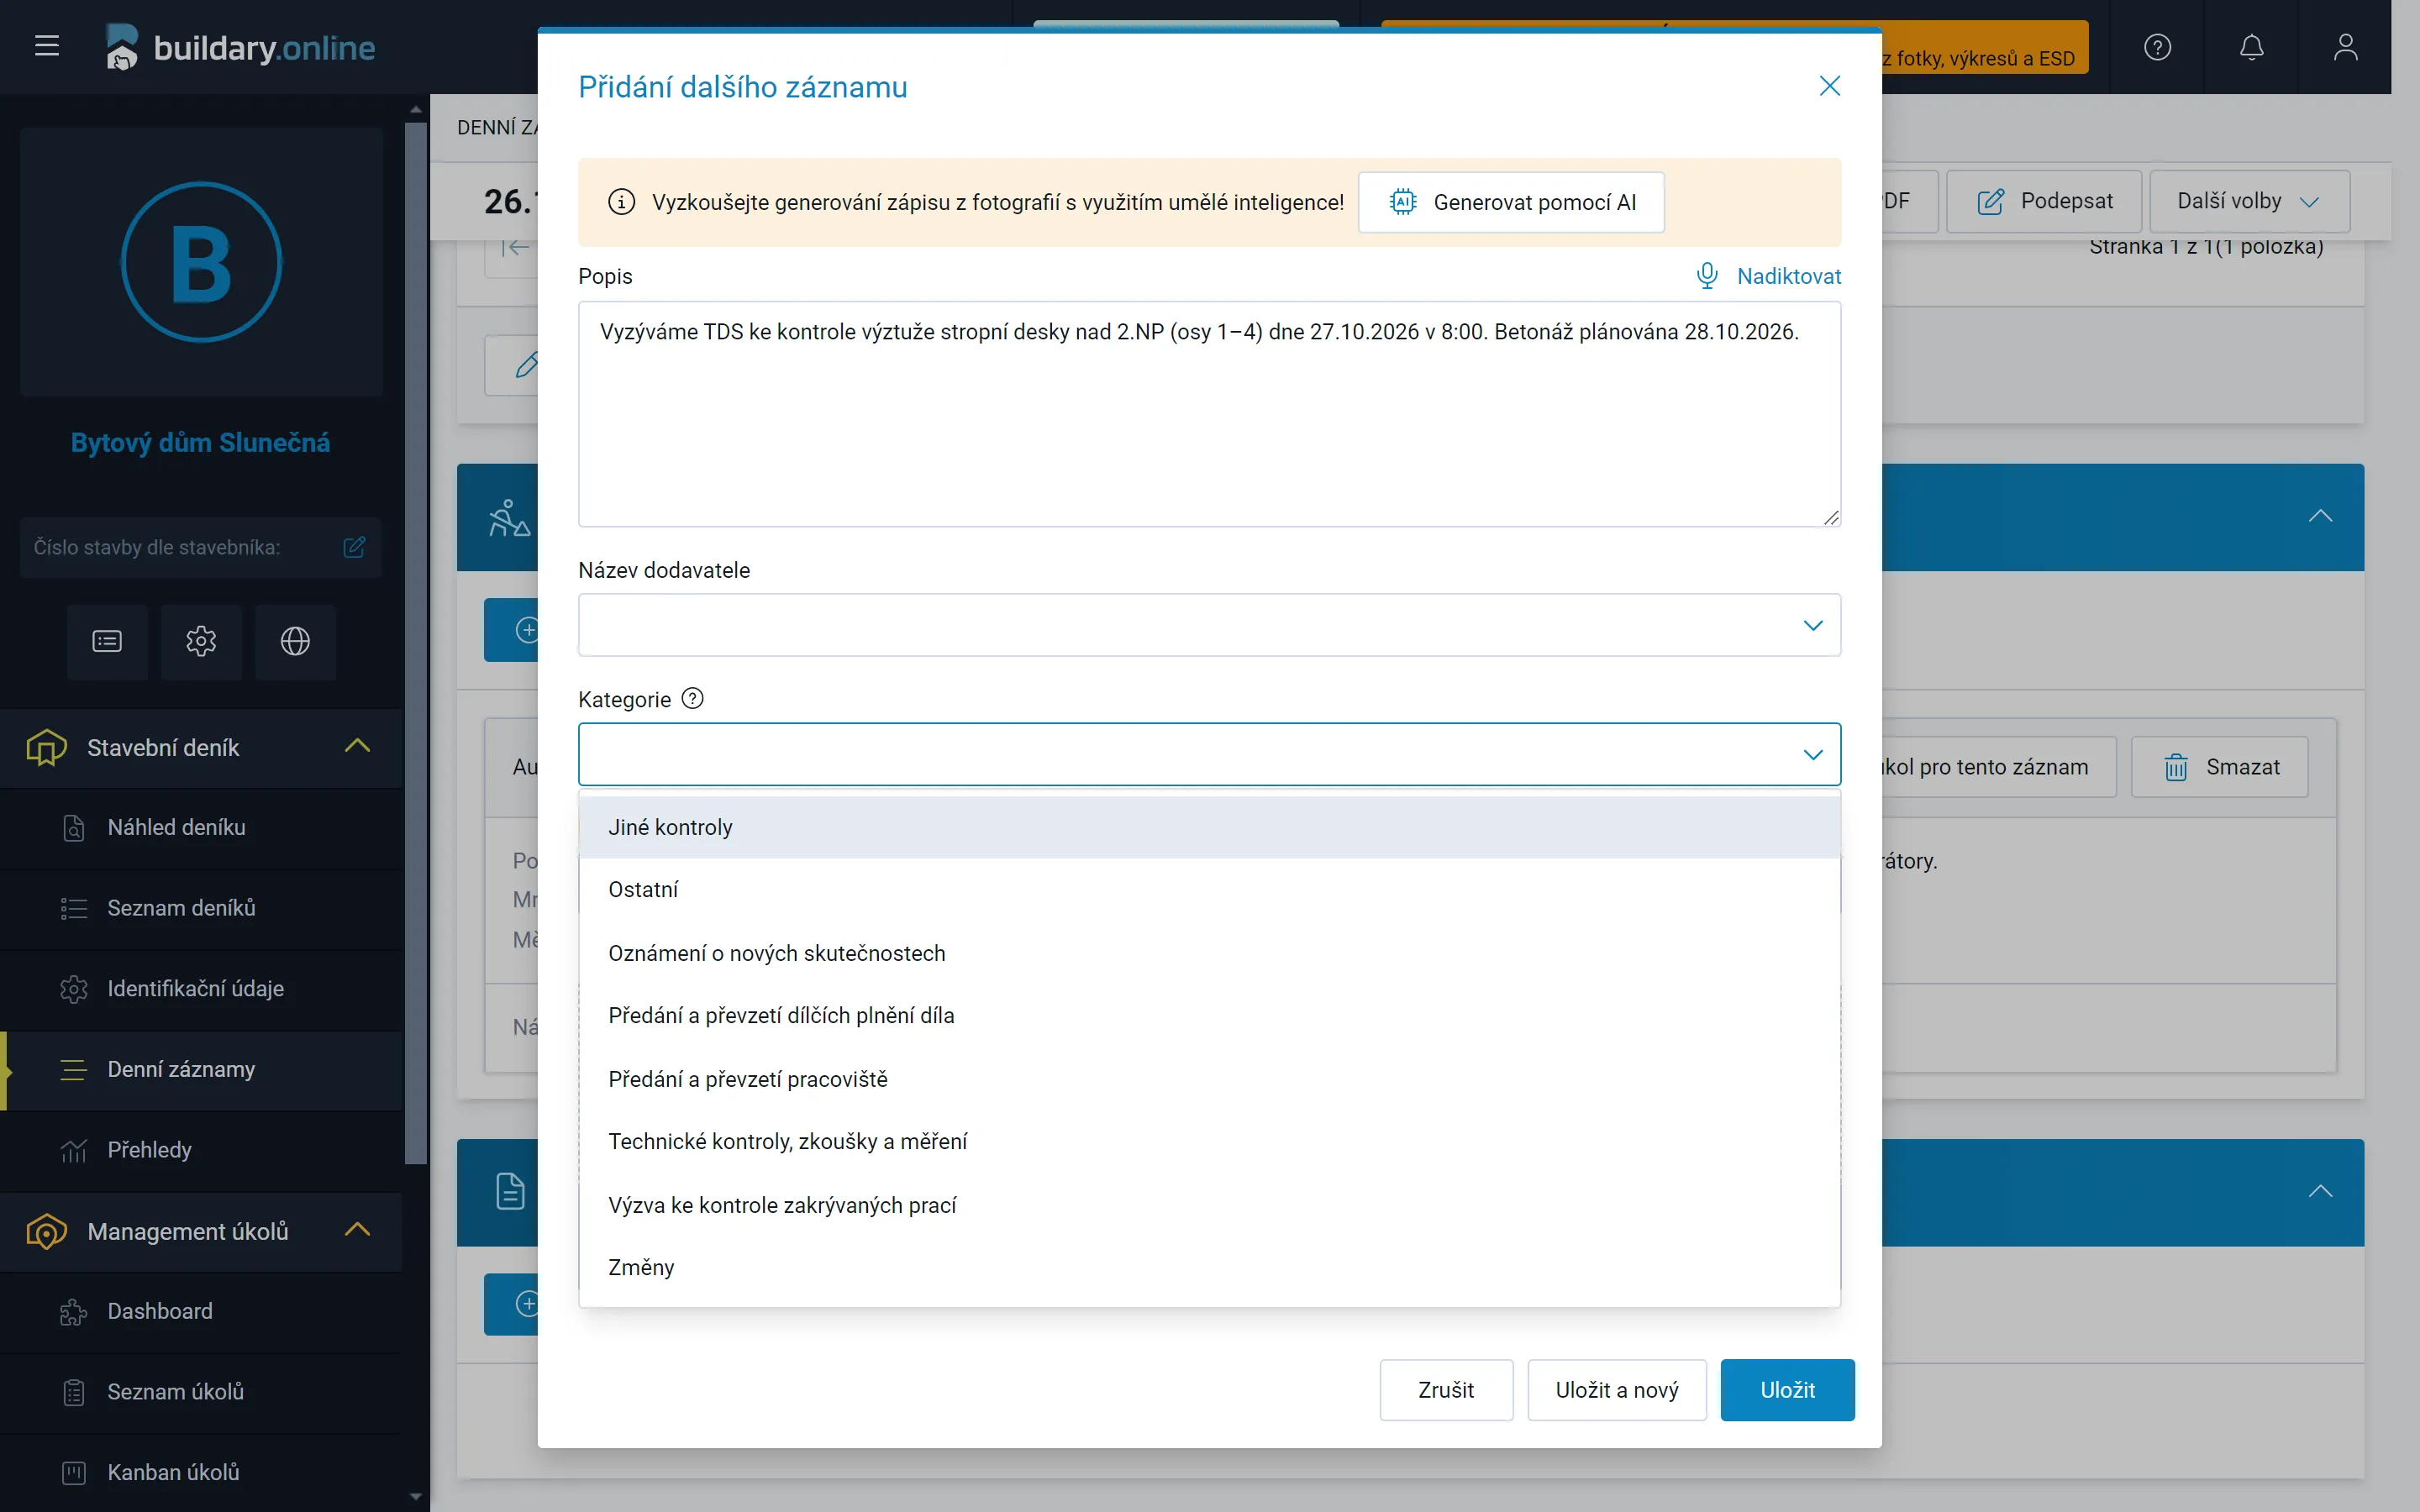 buildary.online
z fotky, výkresů a ESD
Přidání dalšího záznamu
DENNÍ ZÁ
26.
Vyzkoušejte generování zápisu z fotografií s využitím umělé inteligence!
Generovat pomocí AI
DF
Podepsat
Další volby
Stránka 1 z 1(1 položka)
Popis
Nadiktovat
Vyzýváme TDS ke kontrole výztuže stropní desky nad 2.NP (osy 1–4) dne 27.10.2026 v 8:00. Betonáž plánována 28.10.2026.
B
Bytový dům Slunečná
Číslo stavby dle stavebníka:
Název dodavatele
Kategorie
Stavební deník
Náhled deníku
Seznam deníků
Identifikační údaje
Denní záznamy
Přehledy
Management úkolů
Dashboard
Seznam úkolů
Kanban úkolů
Au
kol pro tento záznam
Smazat
Po
rátory.
Mn
Mě
Ná
Jiné kontroly
Ostatní
Oznámení o nových skutečnostech
Předání a převzetí dílčích plnění díla
Předání a převzetí pracoviště
Technické kontroly, zkoušky a měření
Výzva ke kontrole zakrývaných prací
Změny
Zrušit
Uložit a nový
Uložit